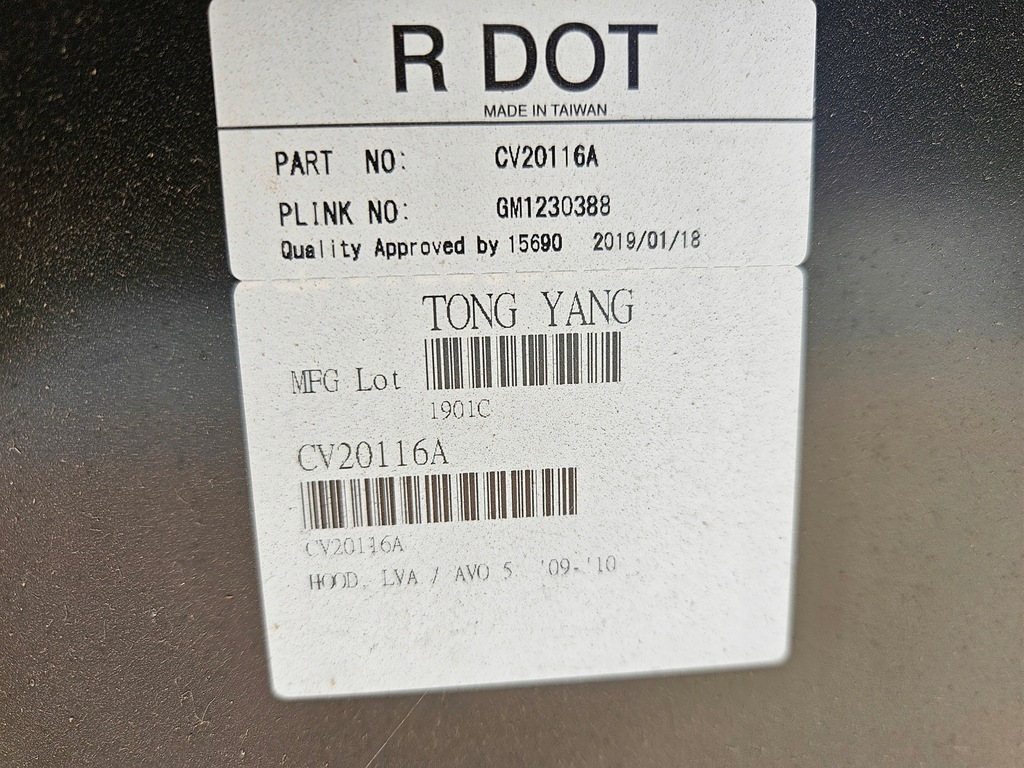 R DOT
MADE IN TAIWAN
PART NO: CV20116A
PLINK NO: GM1230388
Quality Approved by 15690 2019/01/18
TONG YANG
MFG Lot
1901C
CV20116A
CV20116A
HOOD, LVA / AVO 5 '09-'10